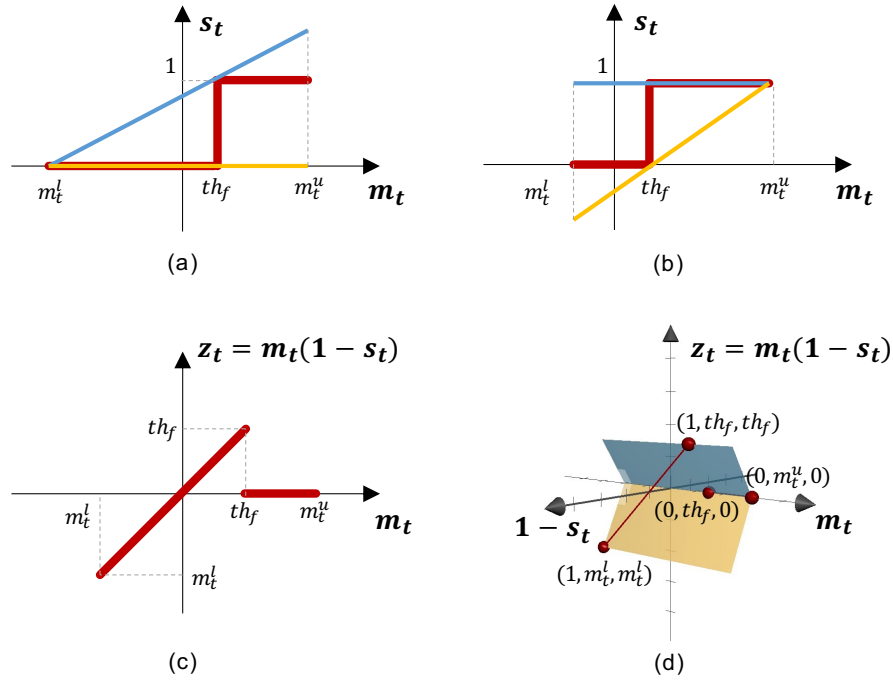 s_t
1
m_t^l
th_f
m_t^u
m_t
(a)
s_t
1
m_t^l
th_f
m_t^u
m_t
(b)
z_t = m_t(1 − s_t)
th_f
m_t^l
th_f
m_t^u
m_t
m_t^l
(c)
z_t = m_t(1 − s_t)
(1, th_f, th_f)
(0, m_t^u, 0)
(0, th_f, 0)
1 − s_t
m_t
(1, m_t^l, m_t^l)
(d)